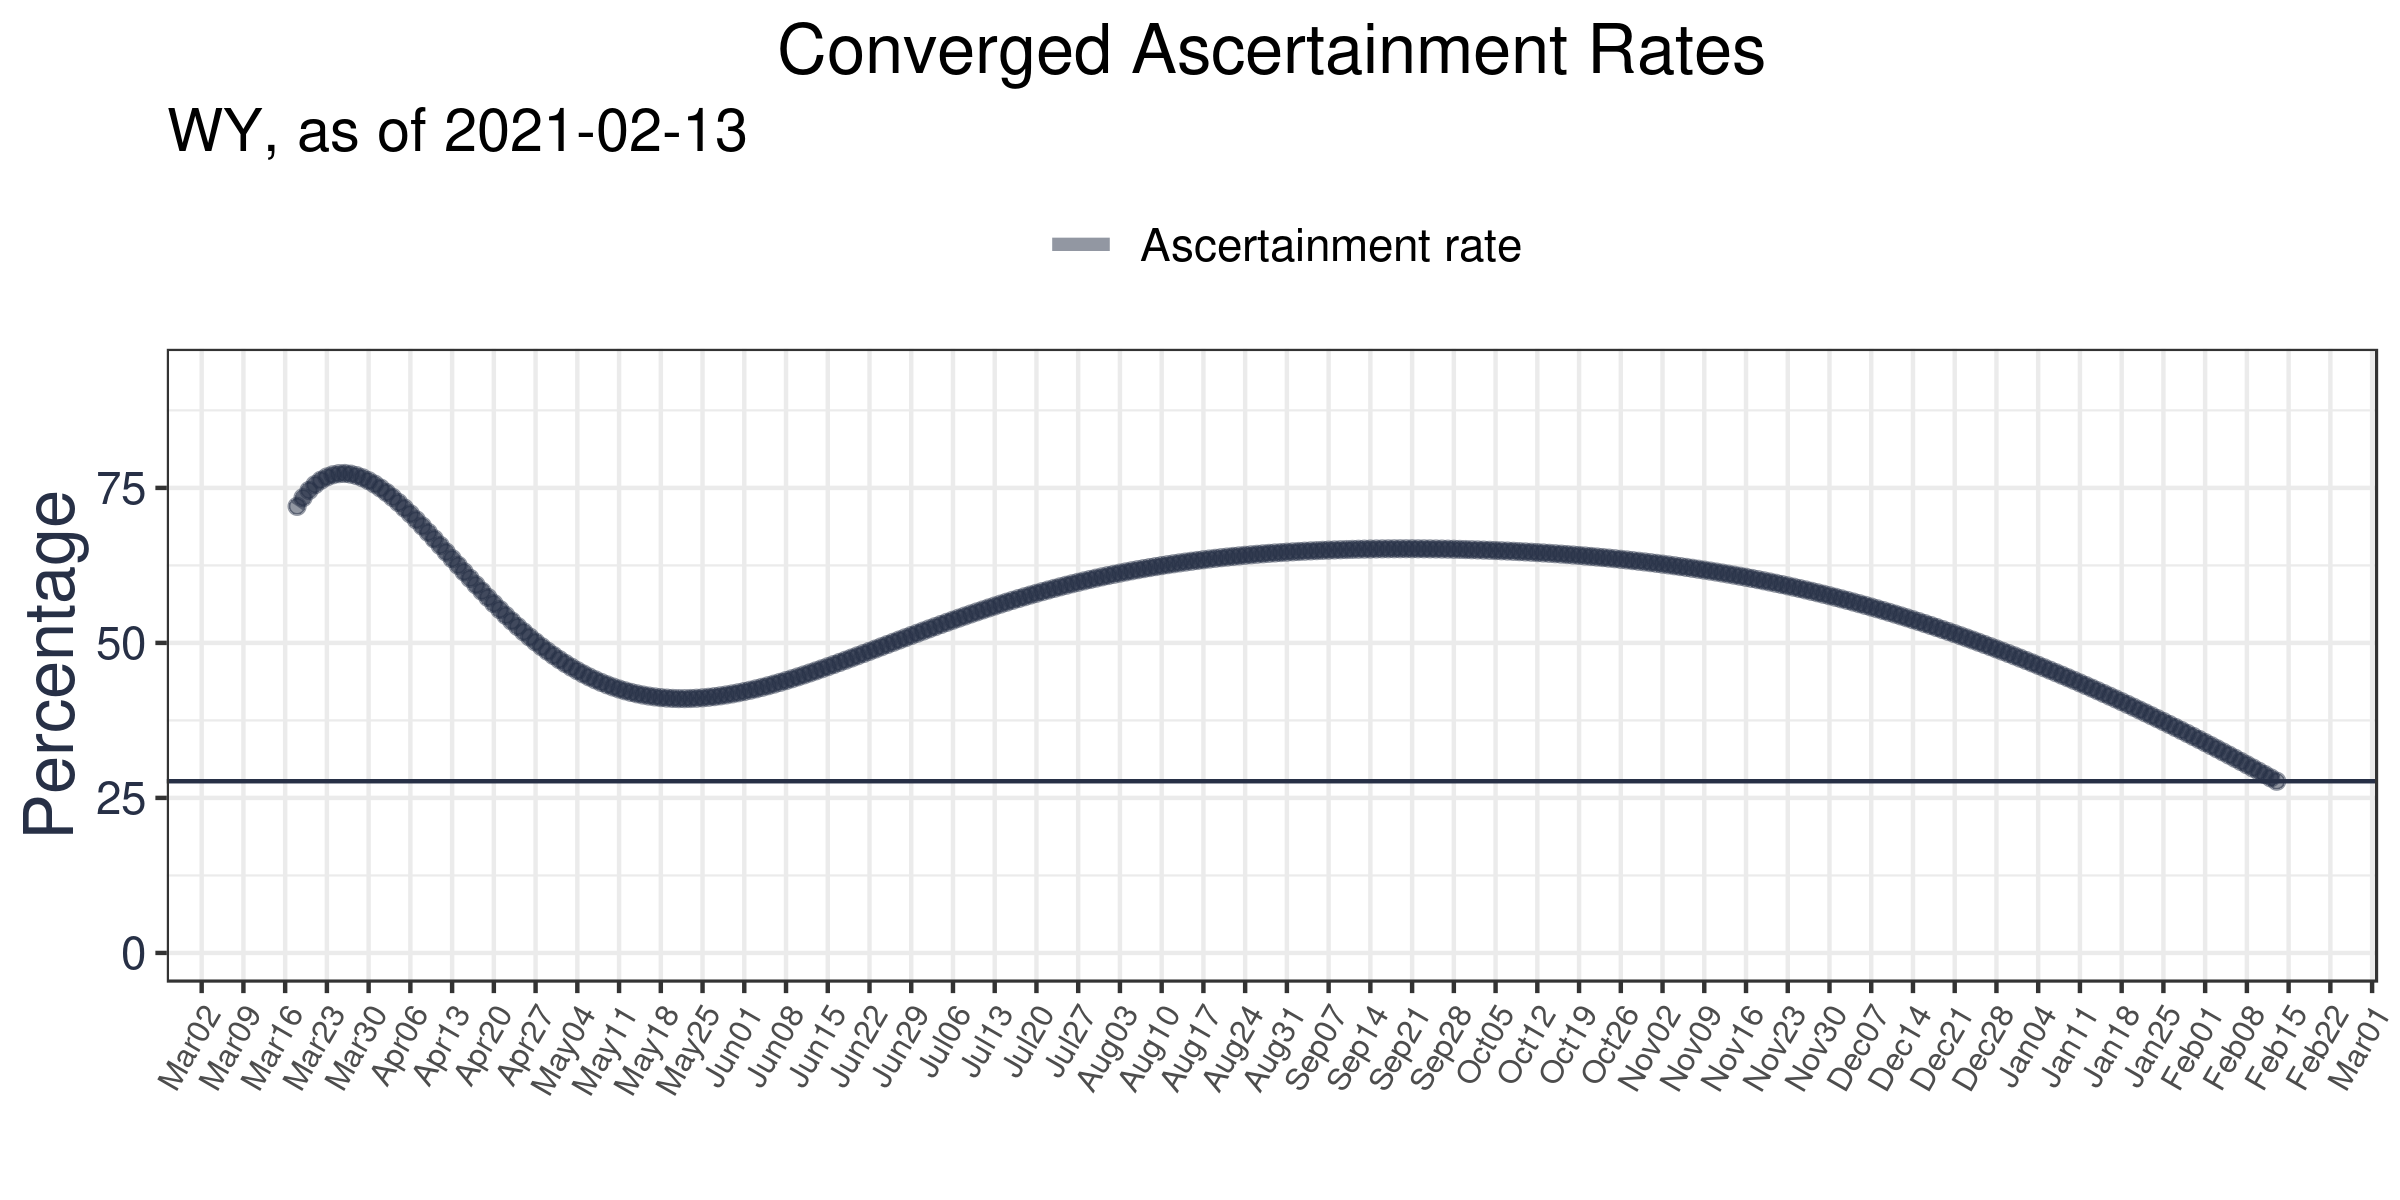 Converged Ascertainment Rates
WY, as of 2021-02-13
Ascertainment rate
Percentage
75
50
25
0
Mar02
Mar09
Mar16
Mar23
Mar30
Apr06
Apr13
Apr20
Apr27
May04
May11
May18
May25
Jun01
Jun08
Jun15
Jun22
Jun29
Jul06
Jul13
Jul20
Jul27
Aug03
Aug10
Aug17
Aug24
Aug31
Sep07
Sep14
Sep21
Sep28
Oct05
Oct12
Oct19
Oct26
Nov02
Nov09
Nov16
Nov23
Nov30
Dec07
Dec14
Dec21
Dec28
Jan04
Jan11
Jan18
Jan25
Feb01
Feb08
Feb15
Feb22
Mar01